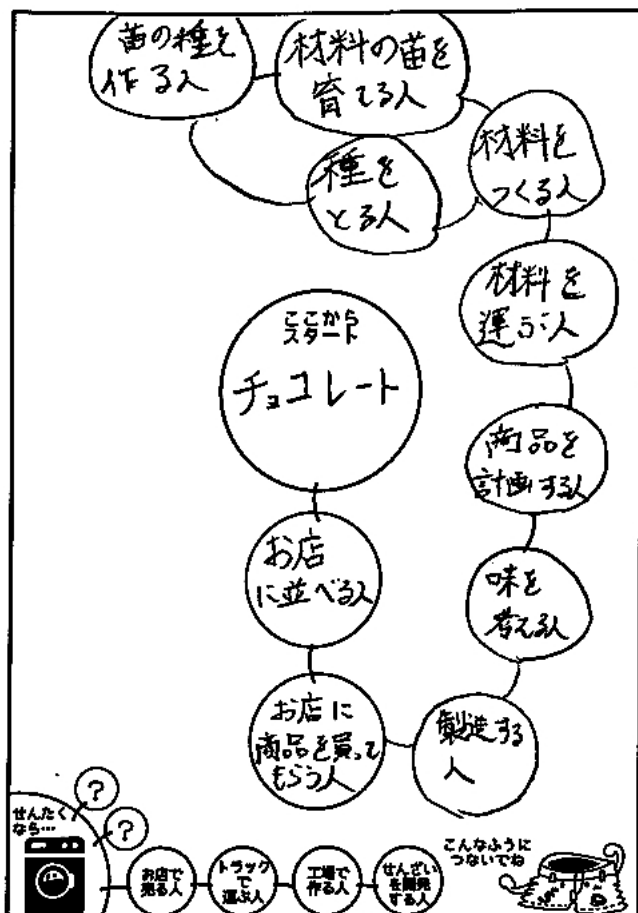 苗の種を
作る人
材料の苗を
育てる人
材料を
つくる人
種を
とる人
材料を
運ぶ人
ここから
スタート
チョコレート
商品を
計画する人
お店
に並べる人
味を
考える人
お店に
商品を買って
もらう人
製造する
人
?
?
せんたく
なら…
お店で
売る人
トラック
で
運ぶ人
工場で
作る人
せんざい
を開発
する人
こんなふうに
つないでね